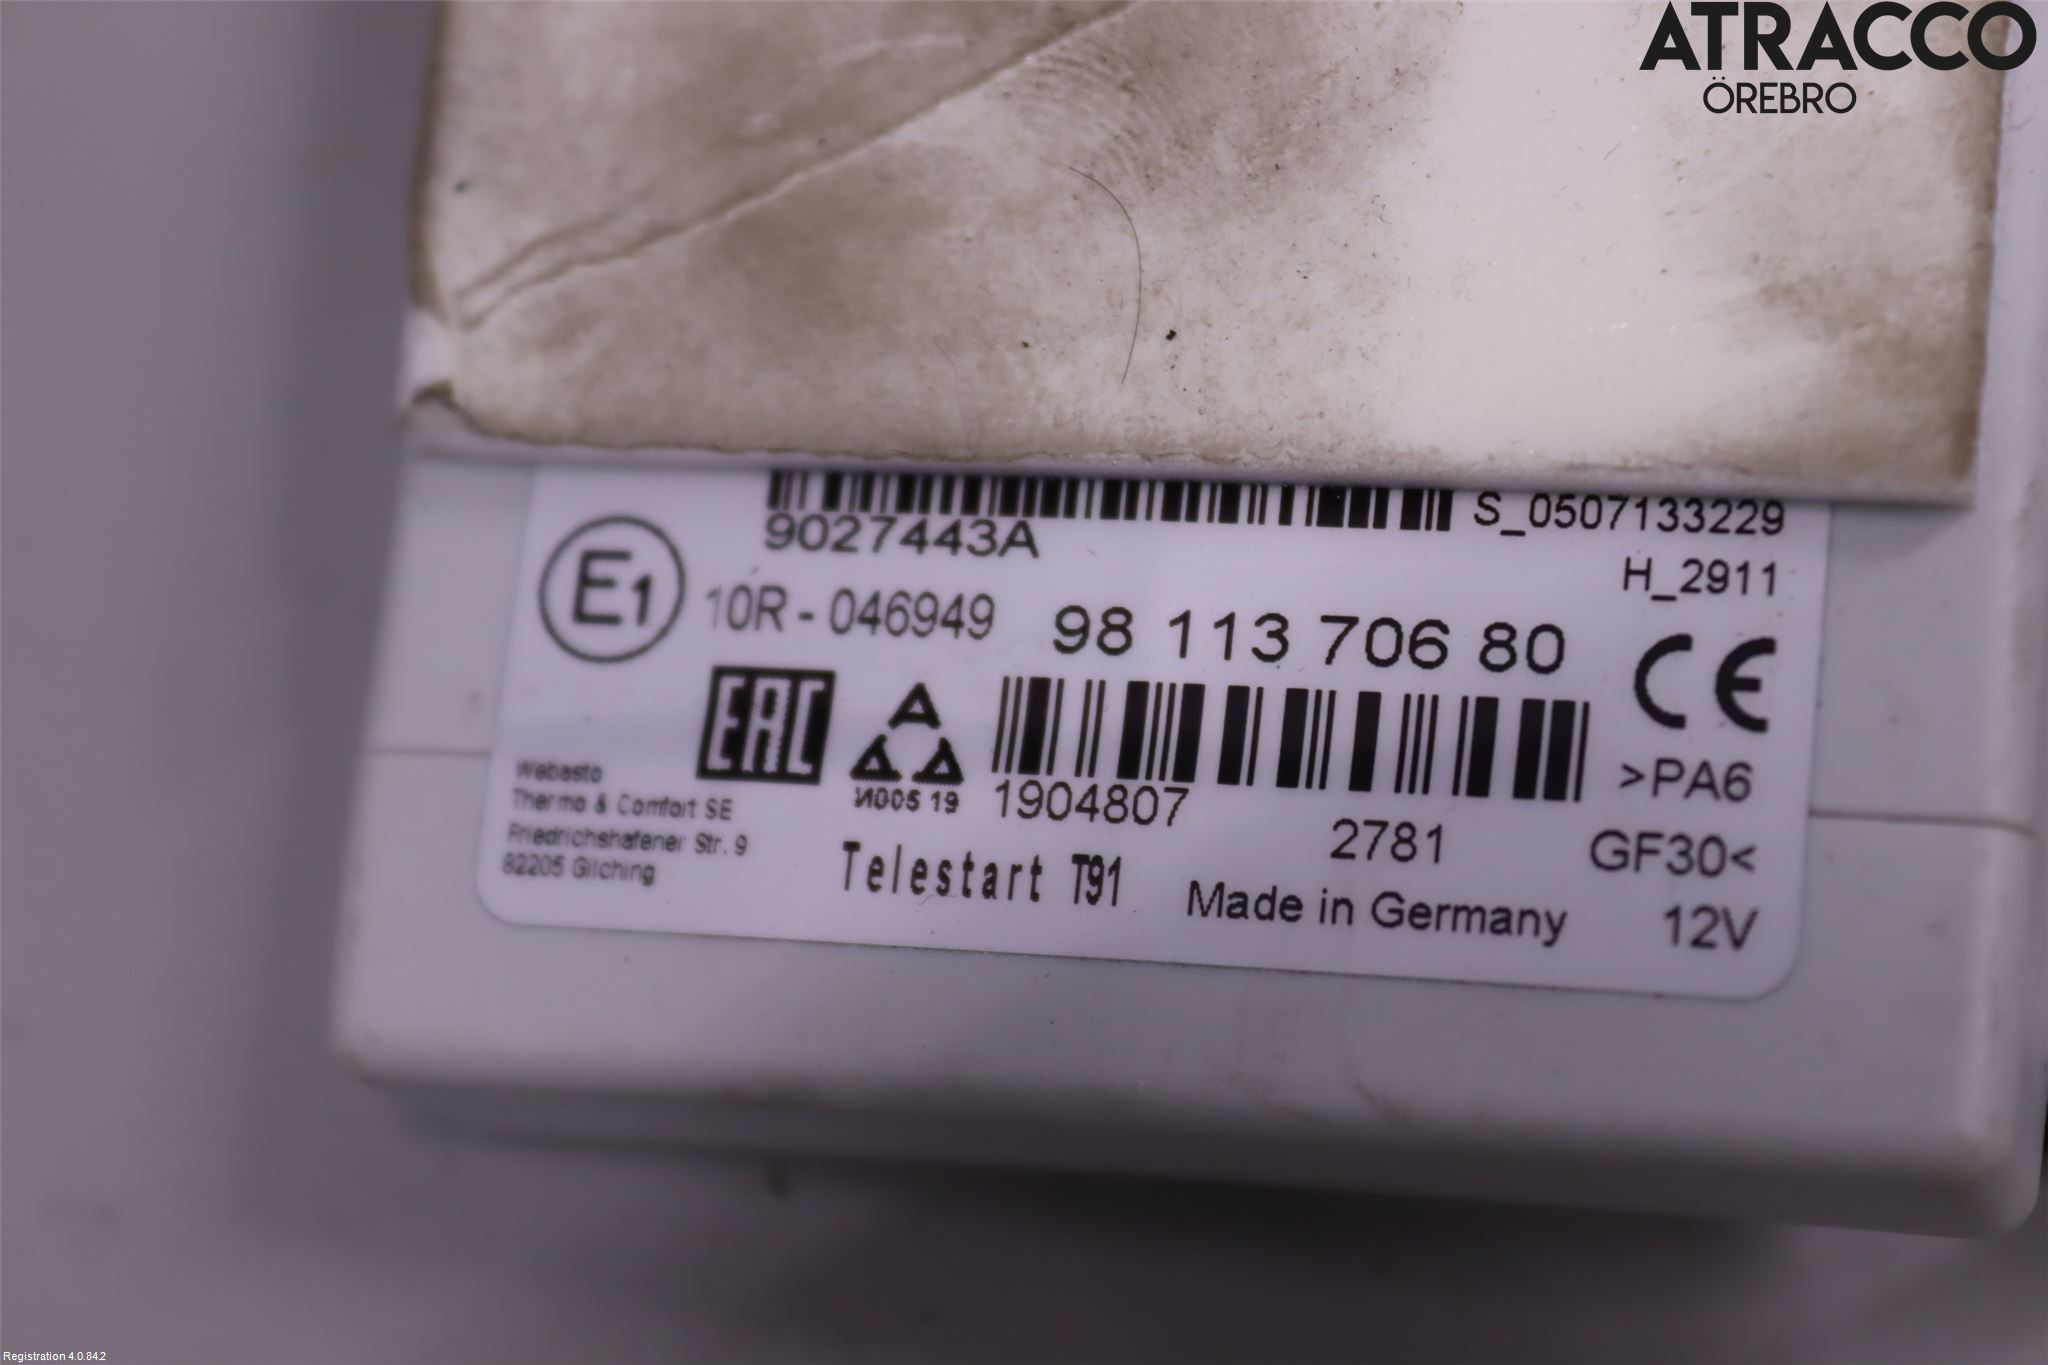 ATRACCO
ÖREBRO
S_0507133229
9027443A
H_2911
E1
10R - 046949
98 113 706 80
CE
EAC
И005 19
1904807
>PA6
Webasto
Thermo & Comfort SE
Friedrichshafener Str. 9
82205 Gilching
2781
GF30<
Telestart T91
Made in Germany
12V
Registration 4.0.84.2